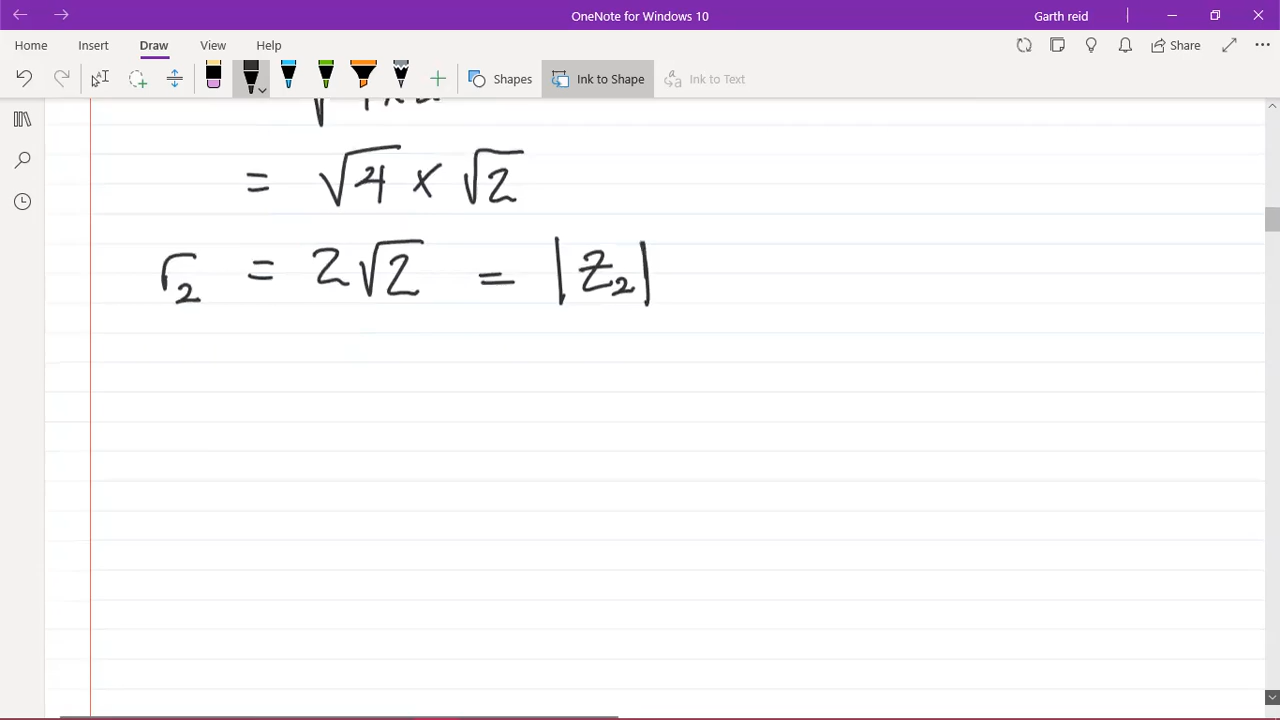 OneNote for Windows 10
Garth reid
Home Insert Draw View Help
Share
Shapes
Ink to Shape
Ink to Text
= √4 × √2
r₂ = 2√2 = |Z₂|